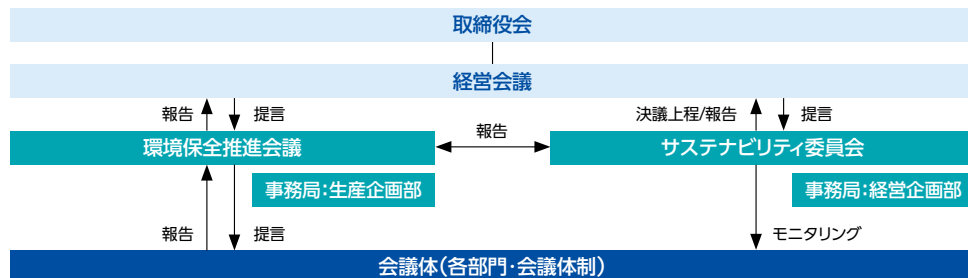 取締役会
経営会議
報告
提言
決議上程/報告
提言
環境保全推進会議
報告
サステナビリティ委員会
事務局:生産企画部
事務局:経営企画部
報告
提言
モニタリング
会議体(各部門・会議体制)